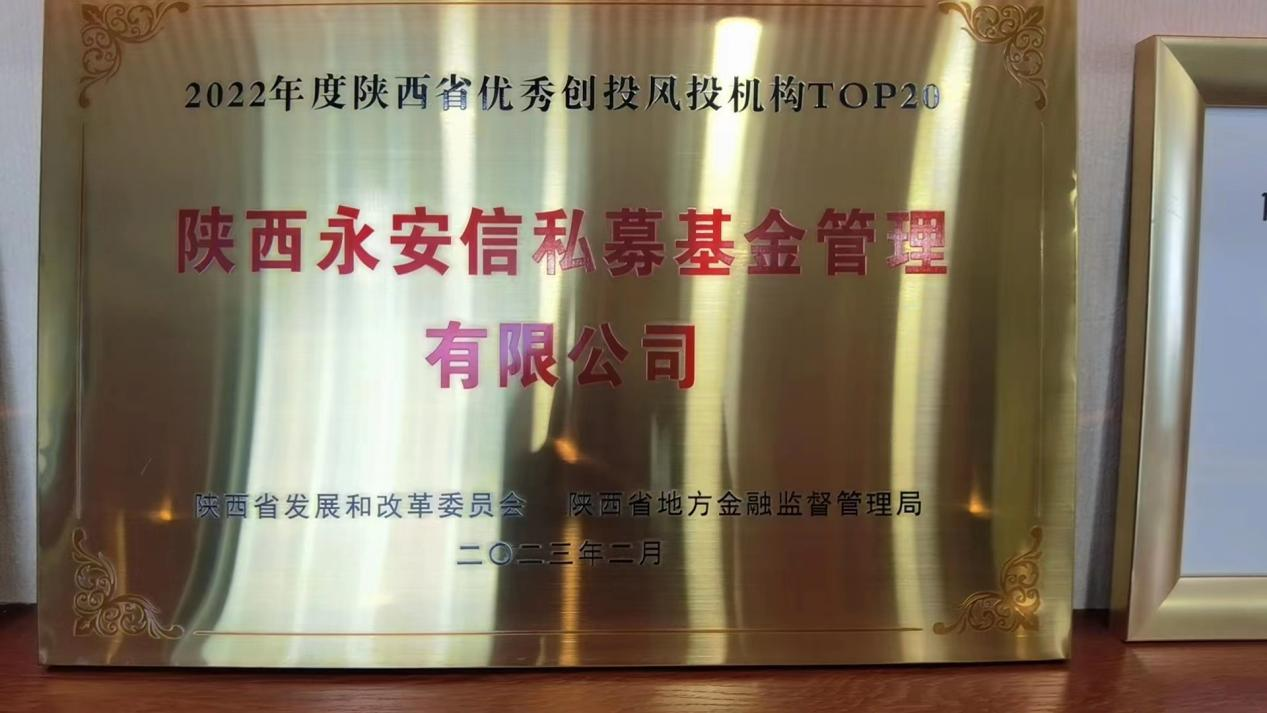 2022年度陕西省优秀创投风投机构TOP20
陕西永安信私募基金管理
有限公司
陕西省发展和改革委员会 陕西省地方金融监督管理局
二〇二三年二月